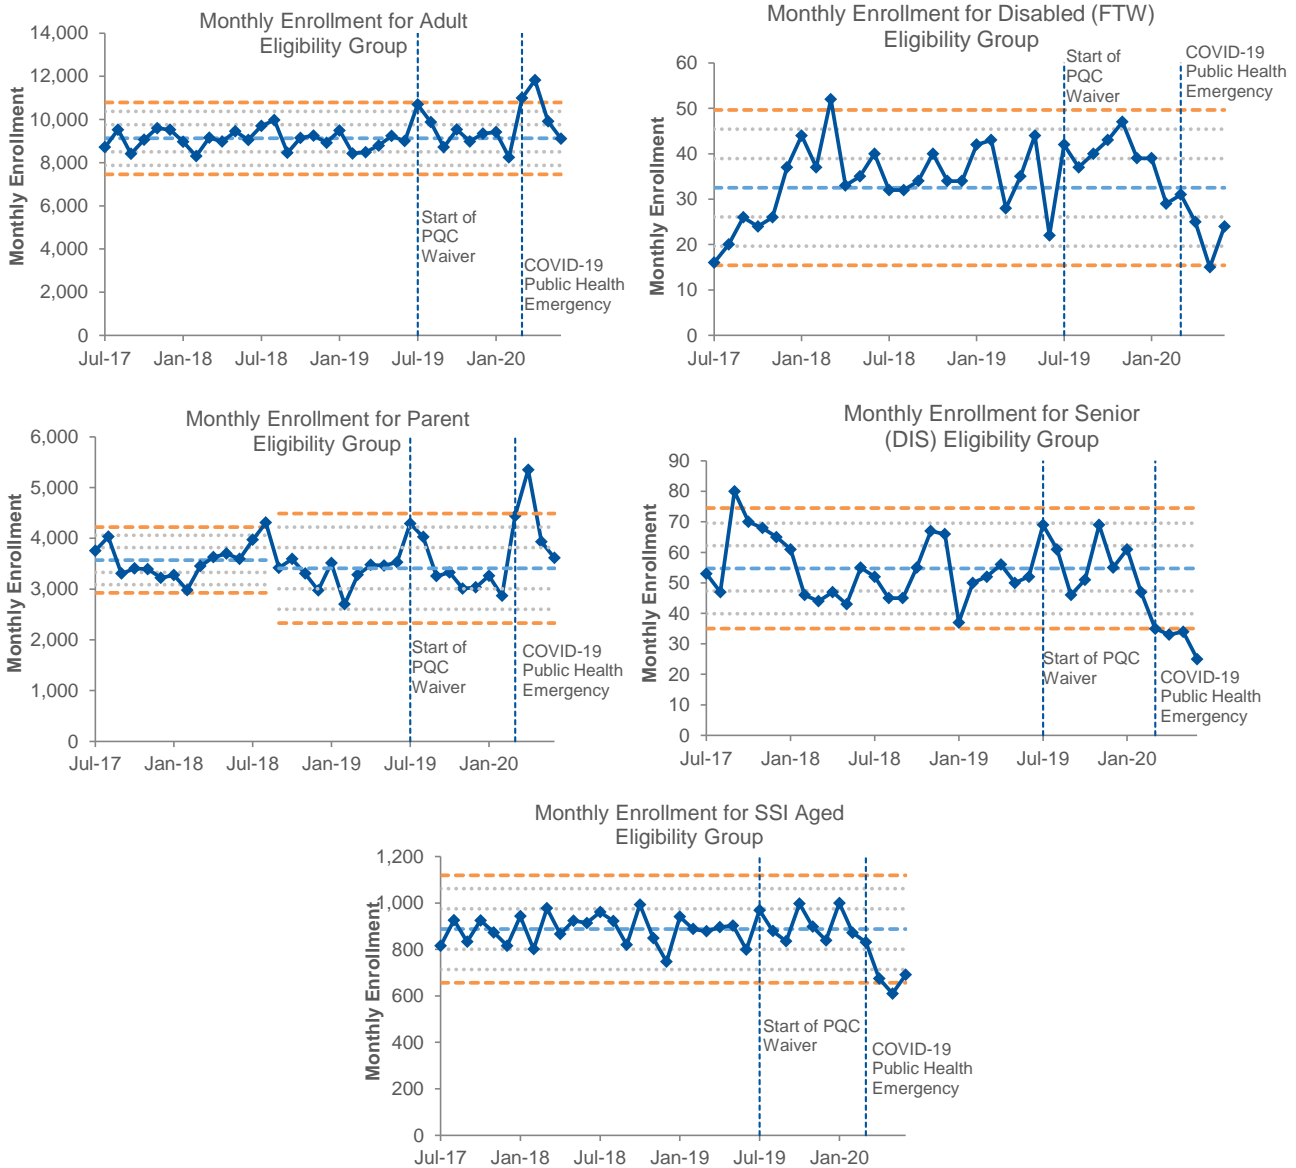 Monthly Enrollment for Adult
Eligibility Group
Monthly Enrollment
14,000
12,000
10,000
8,000
6,000
4,000
2,000
0
Start of
PQC
Waiver
COVID-19
Public Health
Emergency
Jul-17
Jan-18
Jul-18
Jan-19
Jul-19
Jan-20
Monthly Enrollment for Disabled (FTW)
Eligibility Group
Monthly Enrollment
60
50
40
30
20
10
0
Start of
PQC
Waiver
COVID-19
Public Health
Emergency
Jul-17
Jan-18
Jul-18
Jan-19
Jul-19
Jan-20
Monthly Enrollment for Parent
Eligibility Group
Monthly Enrollment
6,000
5,000
4,000
3,000
2,000
1,000
0
Start of
PQC
Waiver
COVID-19
Public Health
Emergency
Jul-17
Jan-18
Jul-18
Jan-19
Jul-19
Jan-20
Monthly Enrollment for Senior
(DIS) Eligibility Group
Monthly Enrollment
90
80
70
60
50
40
30
20
10
0
Start of PQC
Waiver
COVID-19
Public Health
Emergency
Jul-17
Jan-18
Jul-18
Jan-19
Jul-19
Jan-20
Monthly Enrollment for SSI Aged
Eligibility Group
Monthly Enrollment
1,200
1,000
800
600
400
200
0
Start of PQC
Waiver
COVID-19
Public Health
Emergency
Jul-17
Jan-18
Jul-18
Jan-19
Jul-19
Jan-20